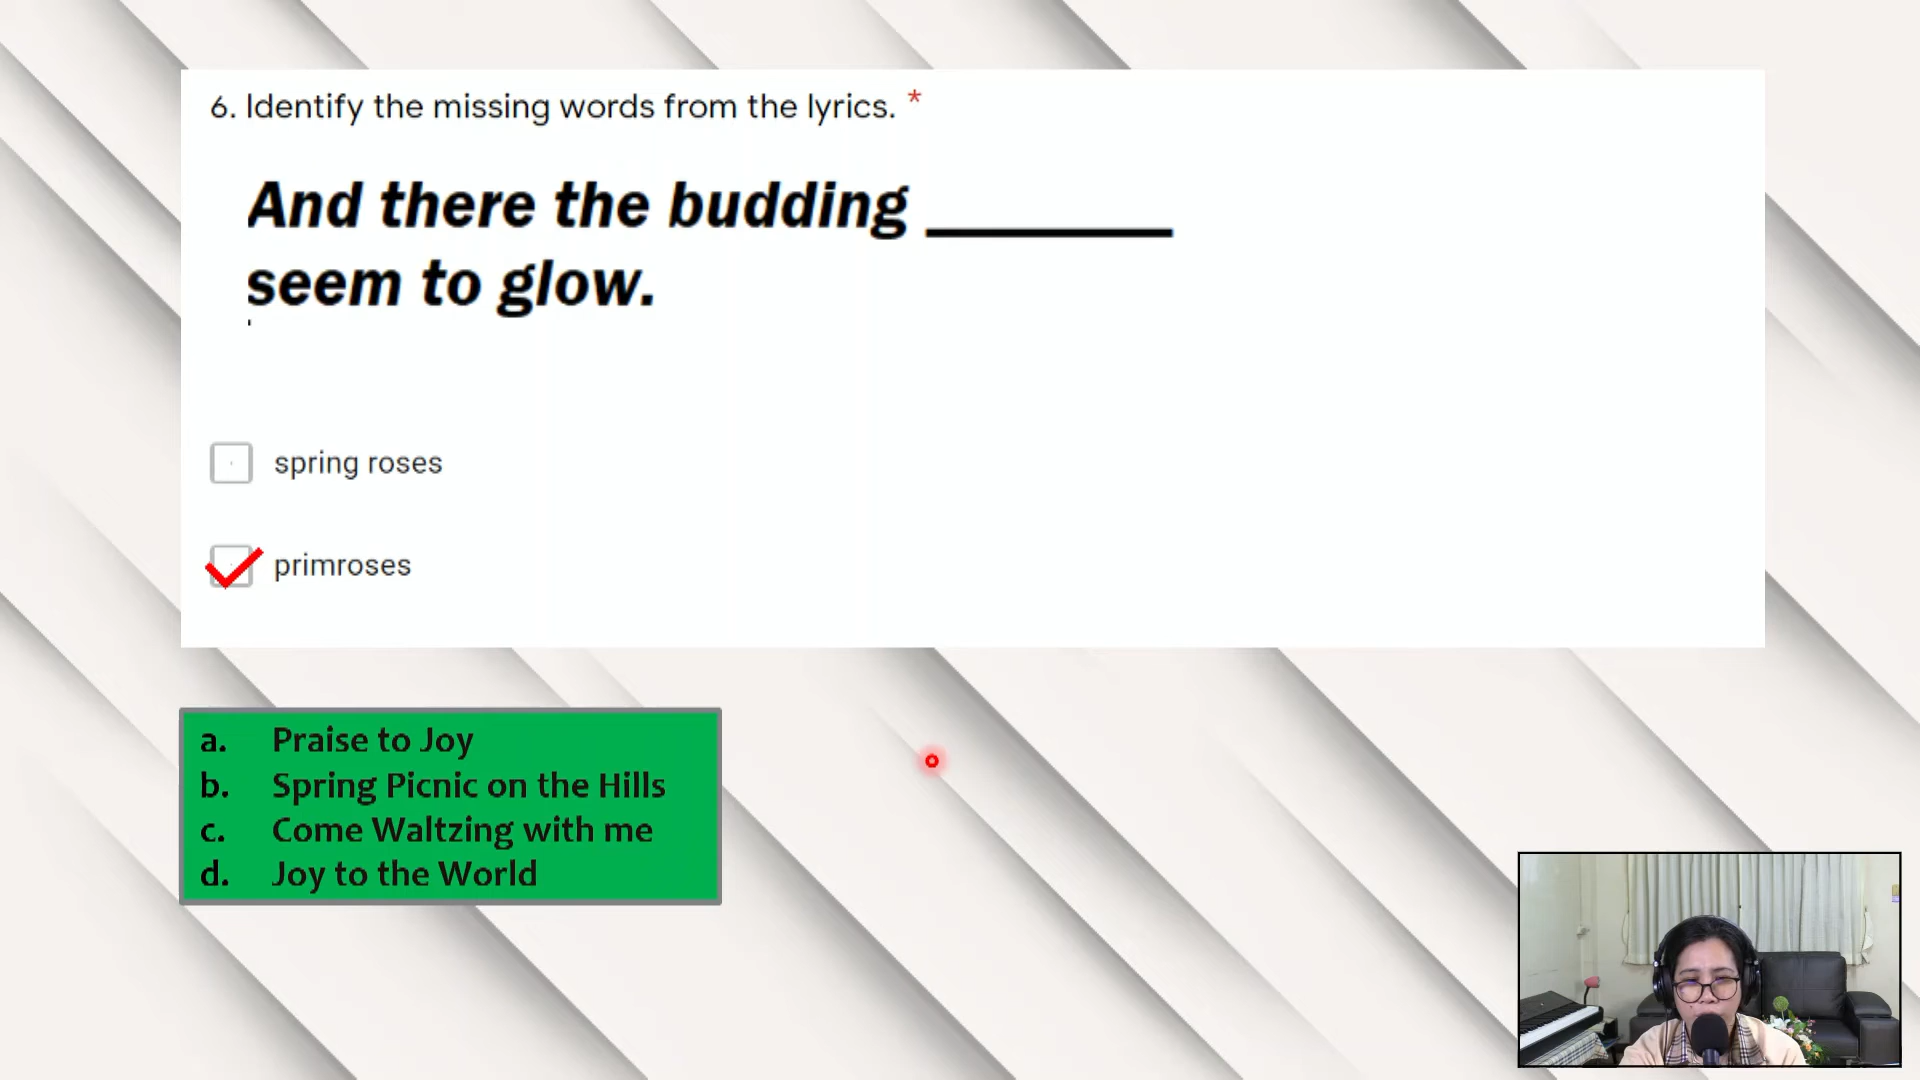 6. Identify the missing words from the lyrics. *
And there the budding ________
seem to glow.
spring roses
primroses
a. Praise to Joy
b. Spring Picnic on the Hills
c. Come Waltzing with me
d. Joy to the World